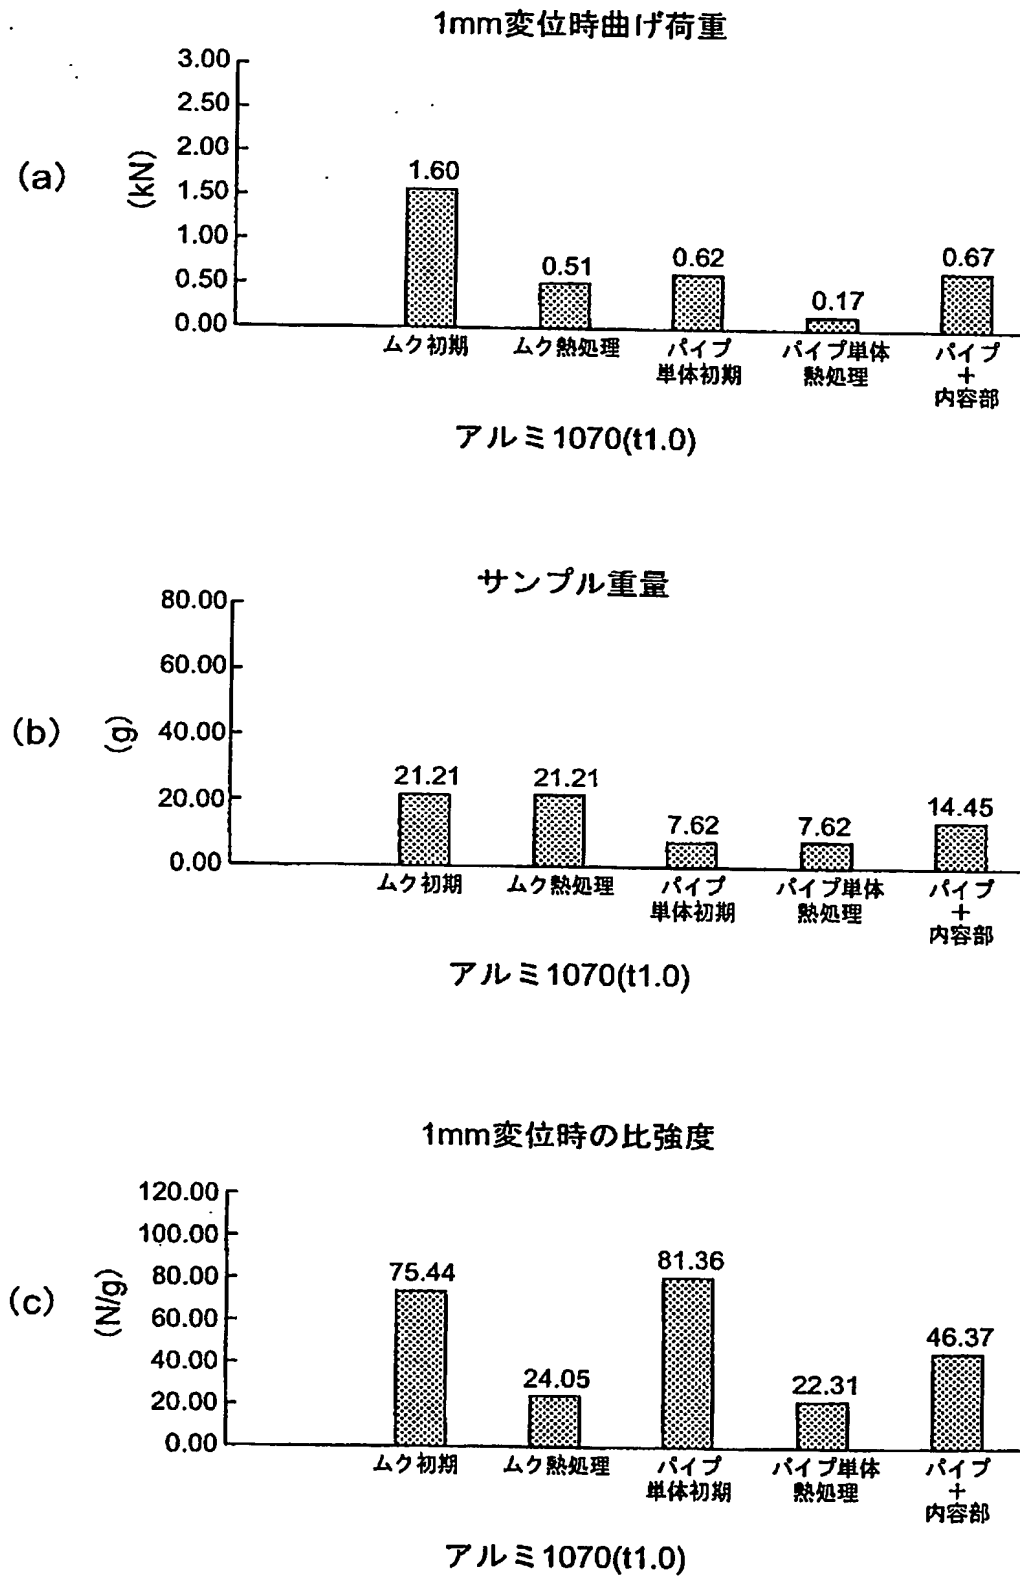 1mm変位時曲げ荷重
(a)
(kN)
3.00
2.50
2.00
1.50
1.00
0.50
0.00
1.60
0.51
0.62
0.17
0.67
ムク初期
ムク熱処理
パイプ
単体初期
パイプ単体
熱処理
パイプ
+
内容部
アルミ1070(t1.0)
サンプル重量
(b)
(g)
80.00
60.00
40.00
20.00
0.00
21.21
21.21
7.62
7.62
14.45
ムク初期
ムク熱処理
パイプ
単体初期
パイプ単体
熱処理
パイプ
+
内容部
アルミ1070(t1.0)
1mm変位時の比強度
(c)
(N/g)
120.00
100.00
80.00
60.00
40.00
20.00
0.00
75.44
24.05
81.36
22.31
46.37
ムク初期
ムク熱処理
パイプ
単体初期
パイプ単体
熱処理
パイプ
+
内容部
アルミ1070(t1.0)